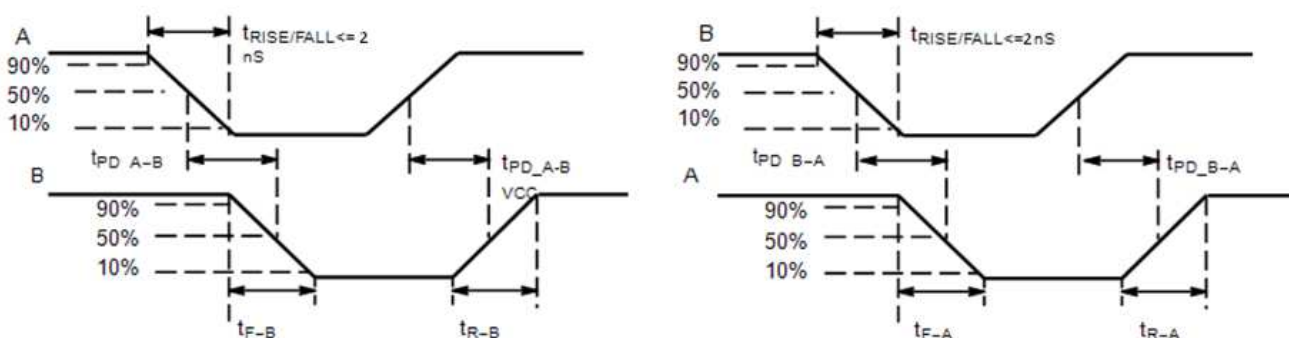 A
tRISE/FALL<= 2
nS
90%
50%
10%
tPD A–B
tPD_A-B
B
VCC
90%
50%
10%
tF–B
tR–B
B
tRISE/FALL<=2nS
90%
50%
10%
tPD B–A
tPD_B–A
A
90%
50%
10%
tF–A
tR–A